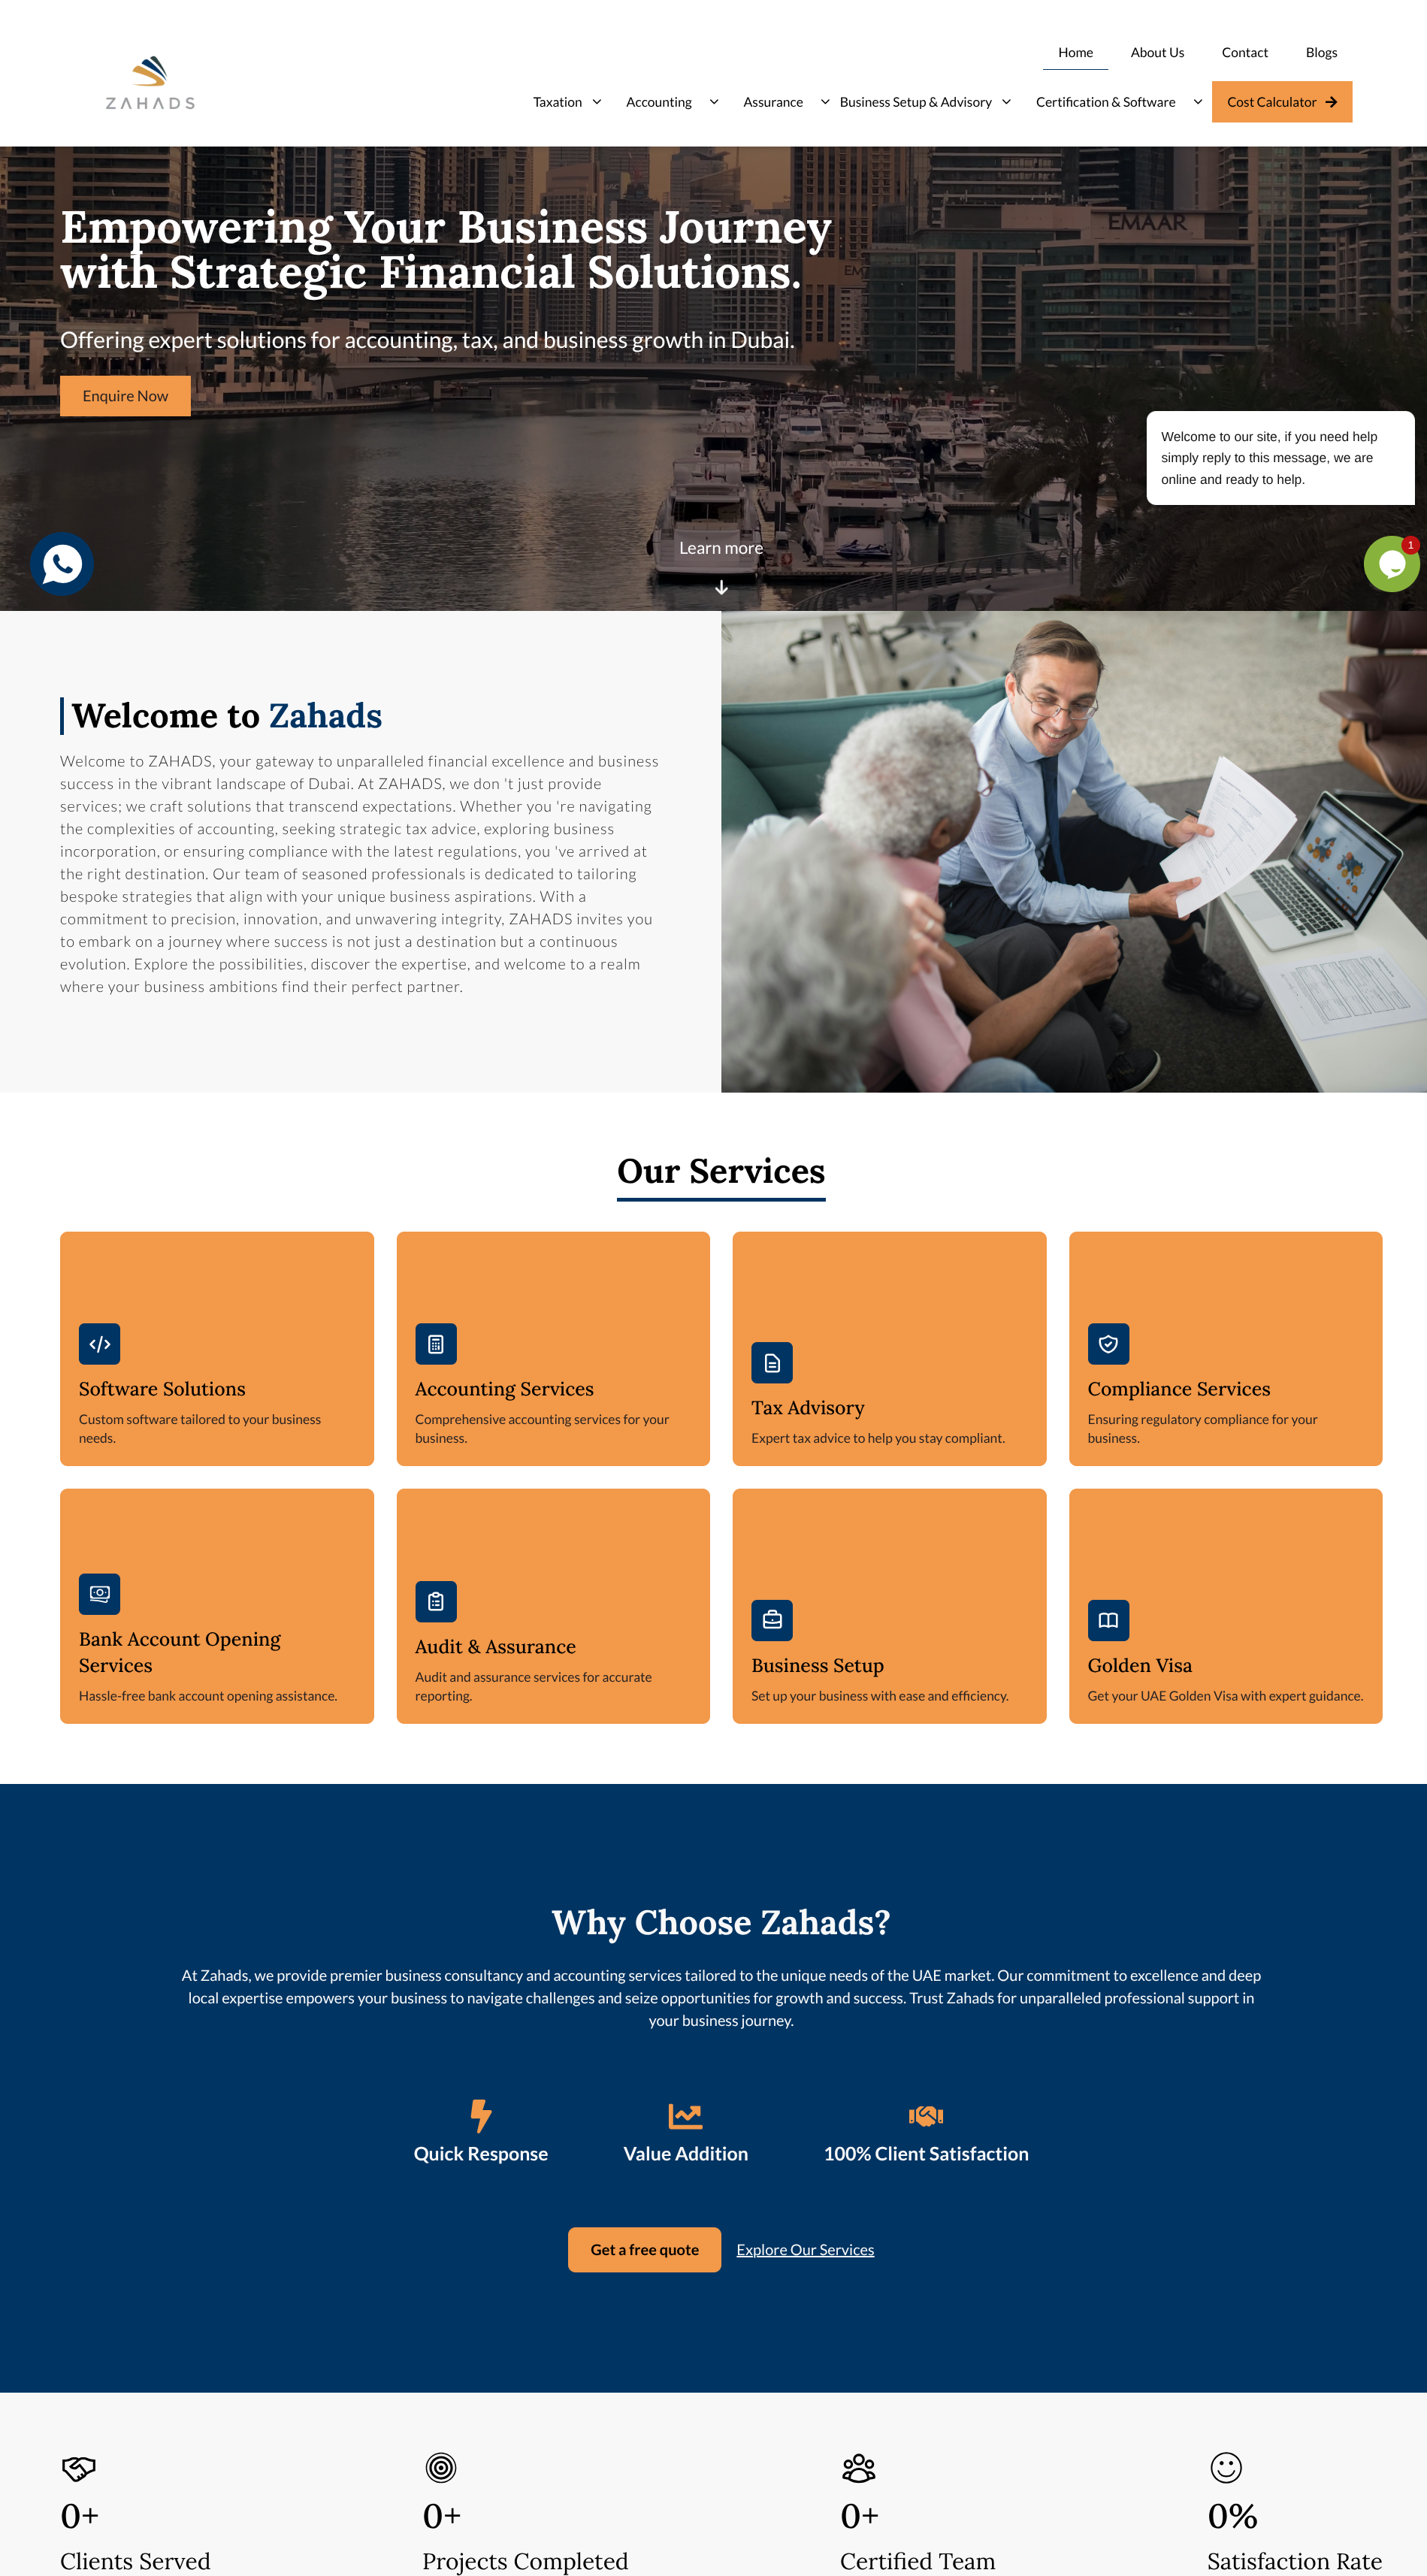 Home About Us Contact Blogs
ZAHADS
Taxation Accounting Assurance Business Setup & Advisory Certification & Software Cost Calculator
EMAAR
Empowering Your Business Journey
with Strategic Financial Solutions.
Offering expert solutions for accounting, tax, and business growth in Dubai.
Enquire Now
Welcome to our site, if you need help
simply reply to this message, we are
online and ready to help.
1
Learn more
Welcome to Zahads
Welcome to ZAHADS, your gateway to unparalleled financial excellence and business
success in the vibrant landscape of Dubai. At ZAHADS, we don 't just provide
services; we craft solutions that transcend expectations. Whether you 're navigating
the complexities of accounting, seeking strategic tax advice, exploring business
incorporation, or ensuring compliance with the latest regulations, you 've arrived at
the right destination. Our team of seasoned professionals is dedicated to tailoring
bespoke strategies that align with your unique business aspirations. With a
commitment to precision, innovation, and unwavering integrity, ZAHADS invites you
to embark on a journey where success is not just a destination but a continuous
evolution. Explore the possibilities, discover the expertise, and welcome to a realm
where your business ambitions find their perfect partner.
Our Services
Software Solutions
Custom software tailored to your business
needs.
Accounting Services
Comprehensive accounting services for your
business.
Tax Advisory
Expert tax advice to help you stay compliant.
Compliance Services
Ensuring regulatory compliance for your
business.
Bank Account Opening
Services
Hassle-free bank account opening assistance.
Audit & Assurance
Audit and assurance services for accurate
reporting.
Business Setup
Set up your business with ease and efficiency.
Golden Visa
Get your UAE Golden Visa with expert guidance.
Why Choose Zahads?
At Zahads, we provide premier business consultancy and accounting services tailored to the unique needs of the UAE market. Our commitment to excellence and deep
local expertise empowers your business to navigate challenges and seize opportunities for growth and success. Trust Zahads for unparalleled professional support in
your business journey.
Quick Response
Value Addition
100% Client Satisfaction
Get a free quote
Explore Our Services
0+
Clients Served
0+
Projects Completed
0+
Certified Team
0%
Satisfaction Rate